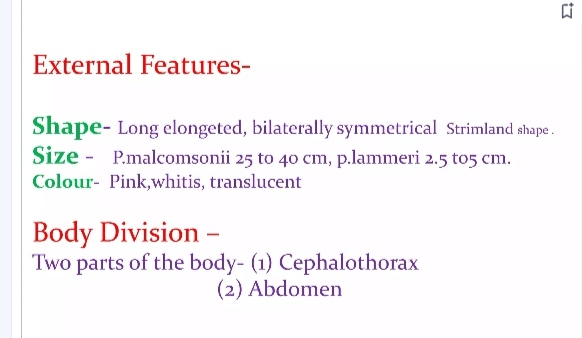 External Features-
Shape- Long elongeted, bilaterally symmetrical Strimland shape .
Size - P.malcomsonii 25 to 40 cm, p.lammeri 2.5 to5 cm.
Colour- Pink,whitis, translucent
Body Division –
Two parts of the body- (1) Cephalothorax
(2) Abdomen